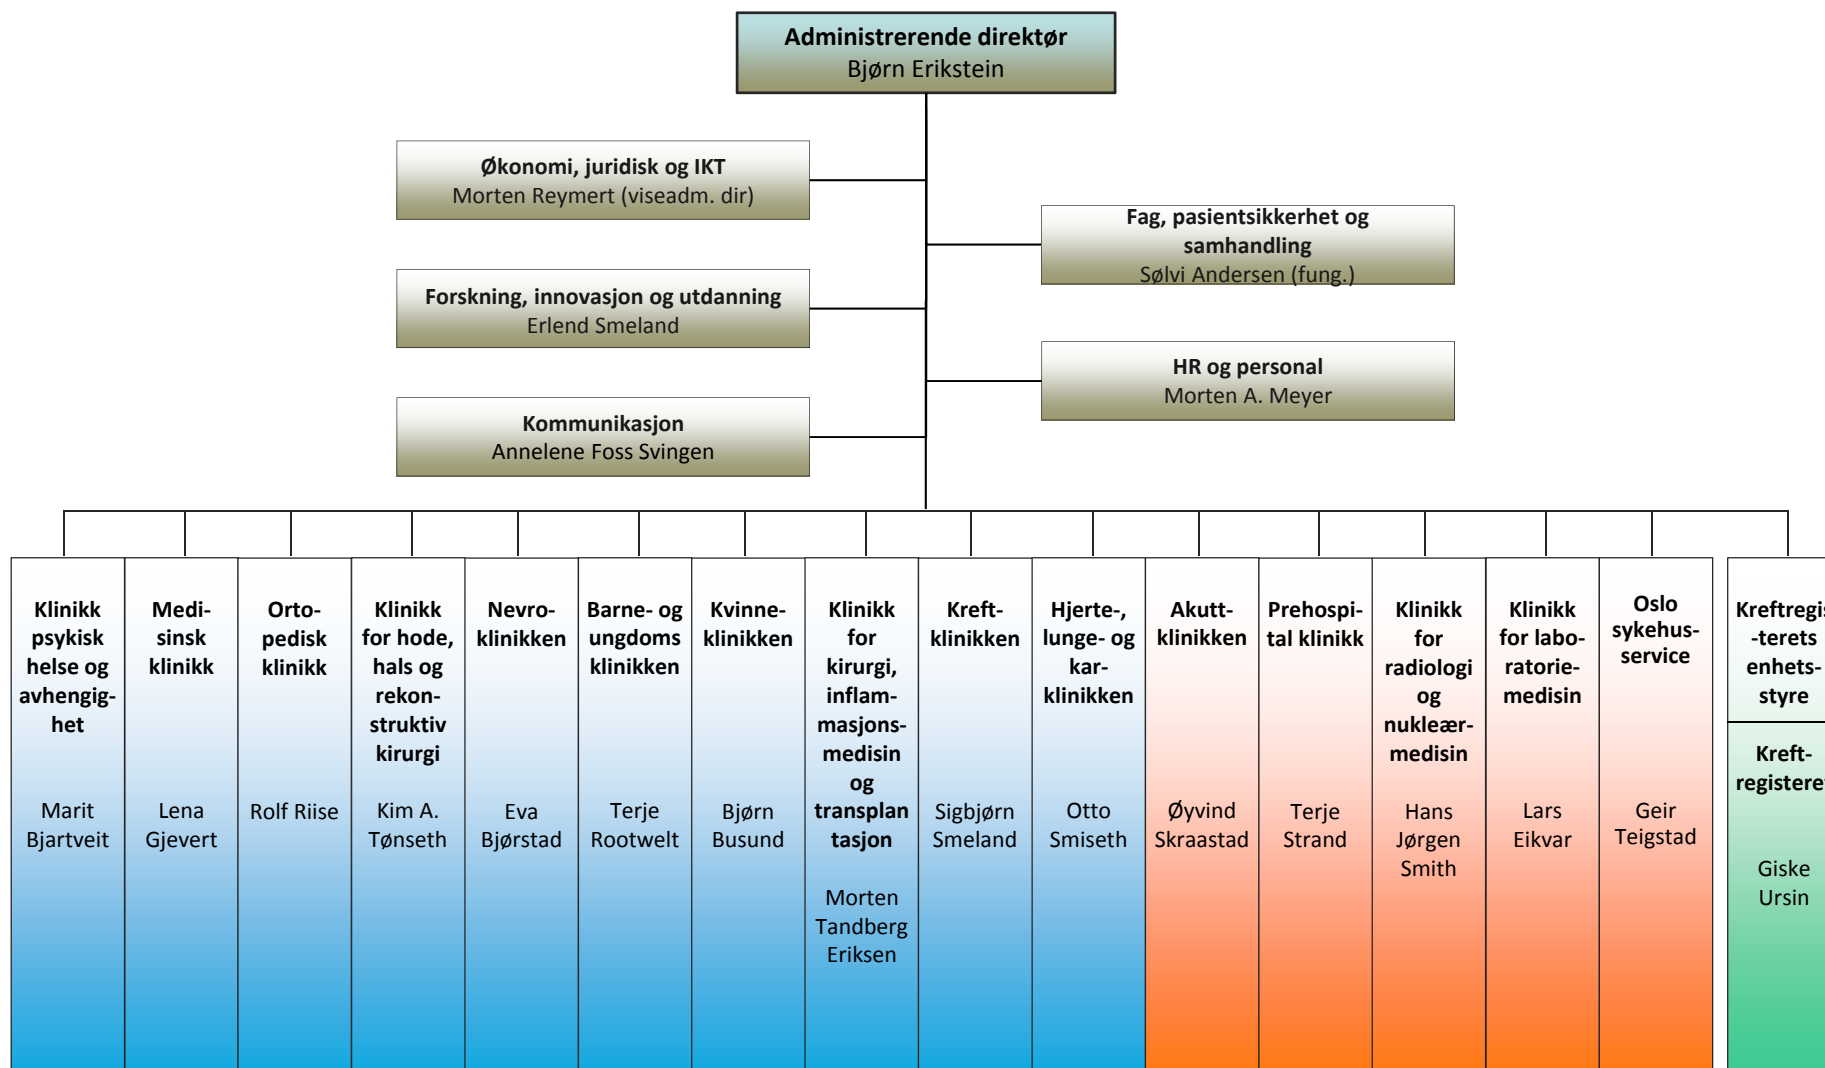 Administrerende direktør
Bjørn Erikstein
Økonomi, juridisk og IKT
Morten Reymert (viseadm. dir)
Fag, pasientsikkerhet og
samhandling
Sølvi Andersen (fung.)
Forskning, innovasjon og utdanning
Erlend Smeland
HR og personal
Morten A. Meyer
Kommunikasjon
Annelene Foss Svingen
Klinikk
psykisk
helse og
avhengig-
het
Marit
Bjartveit
Medi-
sinsk
klinikk
Lena
Gjevert
Orto-
pedisk
klinikk
Rolf Riise
Klinikk
for hode,
hals og
rekon-
struktiv
kirurgi
Kim A.
Tønseth
Nevro-
klinikken
Eva
Bjørstad
Barne- og
ungdoms
klinikken
Terje
Rootwelt
Kvinne-
klinikken
Bjørn
Busund
Klinikk
for
kirurgi,
inflam-
masjons-
medisin
og
transplan
tasjon
Morten
Tandberg
Eriksen
Kreft-
klinikken
Sigbjørn
Smeland
Hjerte-,
lunge- og
kar-
klinikken
Otto
Smiseth
Akutt-
klinikken
Øyvind
Skraastad
Prehospi-
tal klinikk
Terje
Strand
Klinikk
for
radiologi
og
nukleær-
medisin
Hans
Jørgen
Smith
Klinikk
for labo-
ratorie-
medisin
Lars
Eikvar
Oslo
sykehus-
service
Geir
Teigstad
Kreftregis
-terets
enhets-
styre
Kreft-
registeret
Giske
Ursin